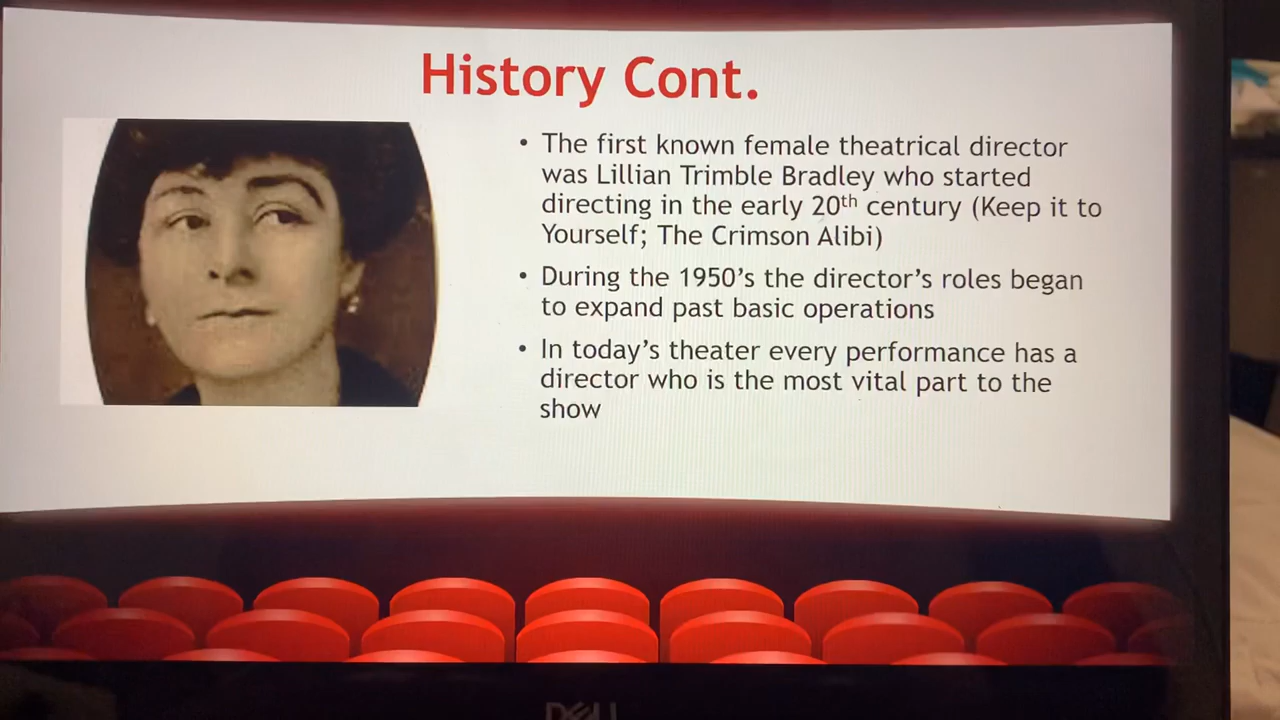 History Cont.
• The first known female theatrical director
was Lillian Trimble Bradley who started
directing in the early 20th century (Keep it to
Yourself; The Crimson Alibi)
• During the 1950's the director's roles began
to expand past basic operations
• In today's theater every performance has a
director who is the most vital part to the
show
DELL